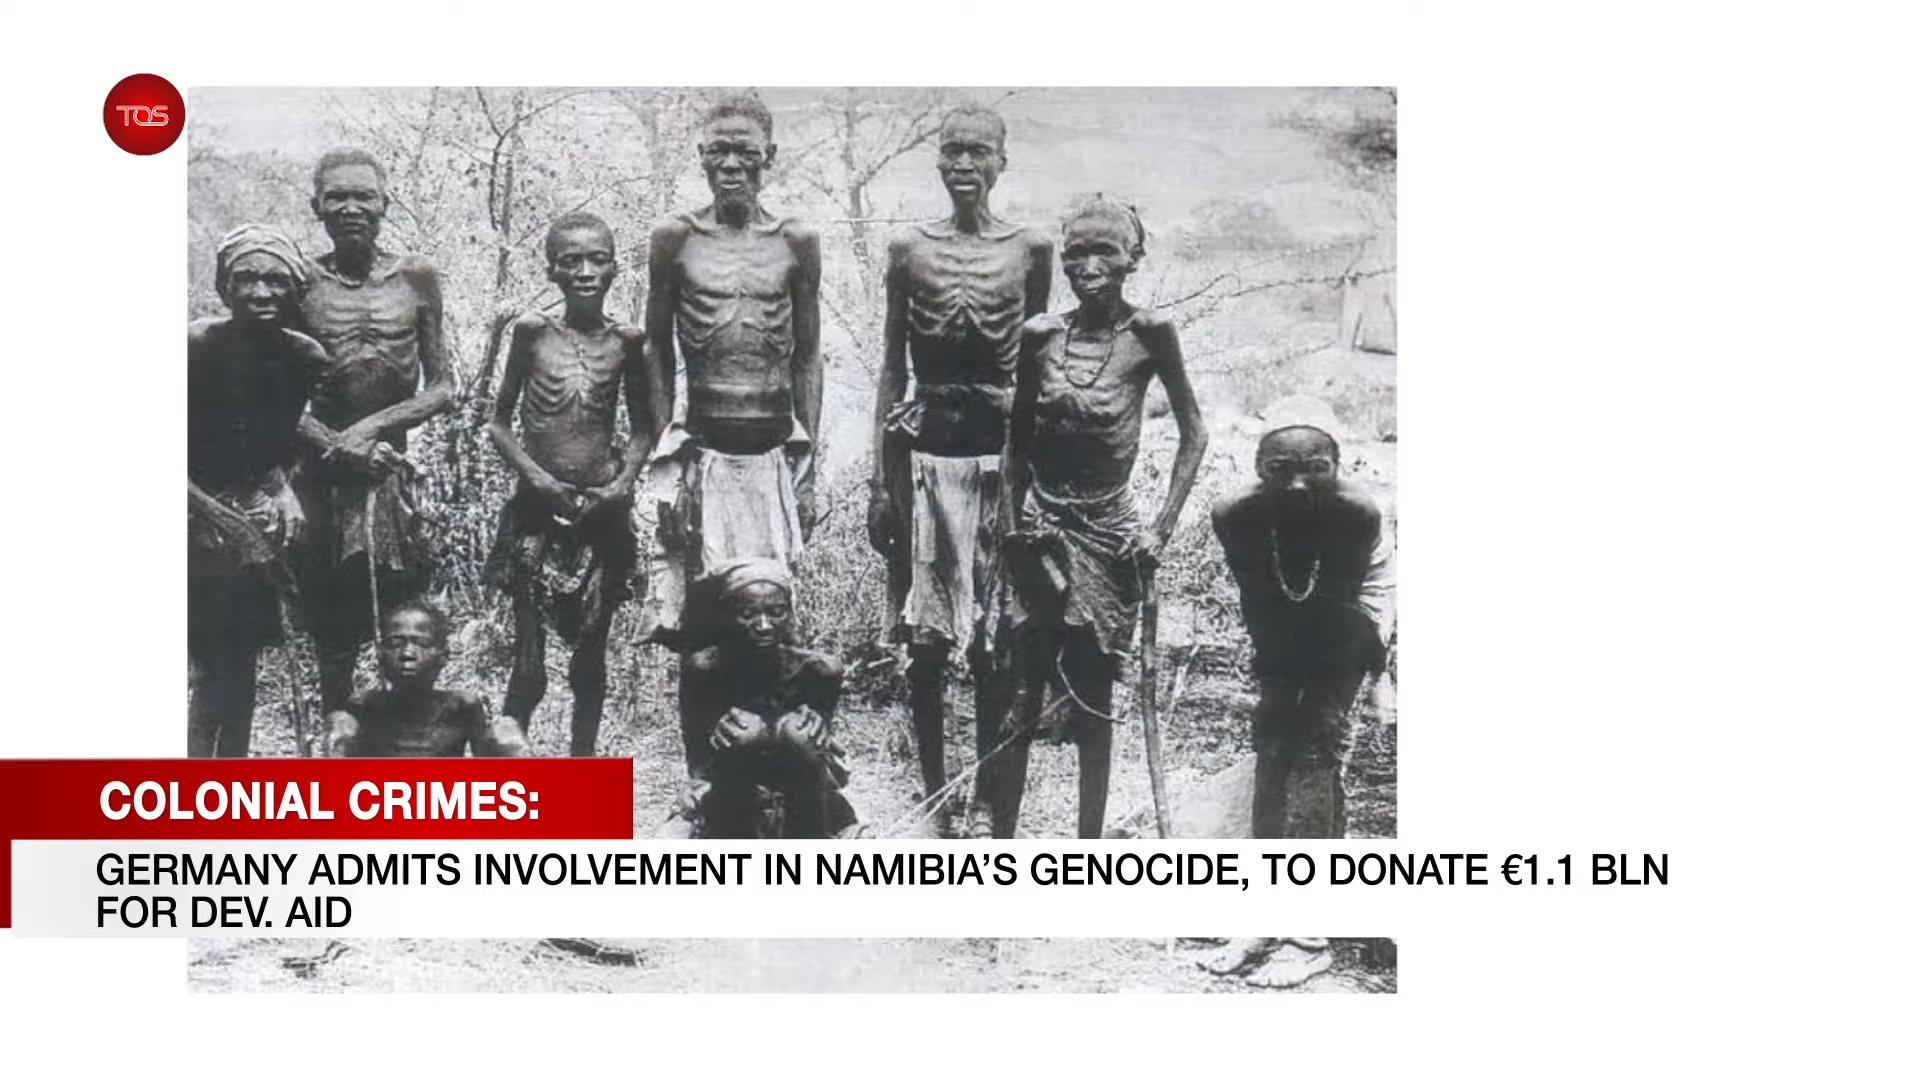 TOS
COLONIAL CRIMES:
GERMANY ADMITS INVOLVEMENT IN NAMIBIA’S GENOCIDE, TO DONATE €1.1 BLN
FOR DEV. AID